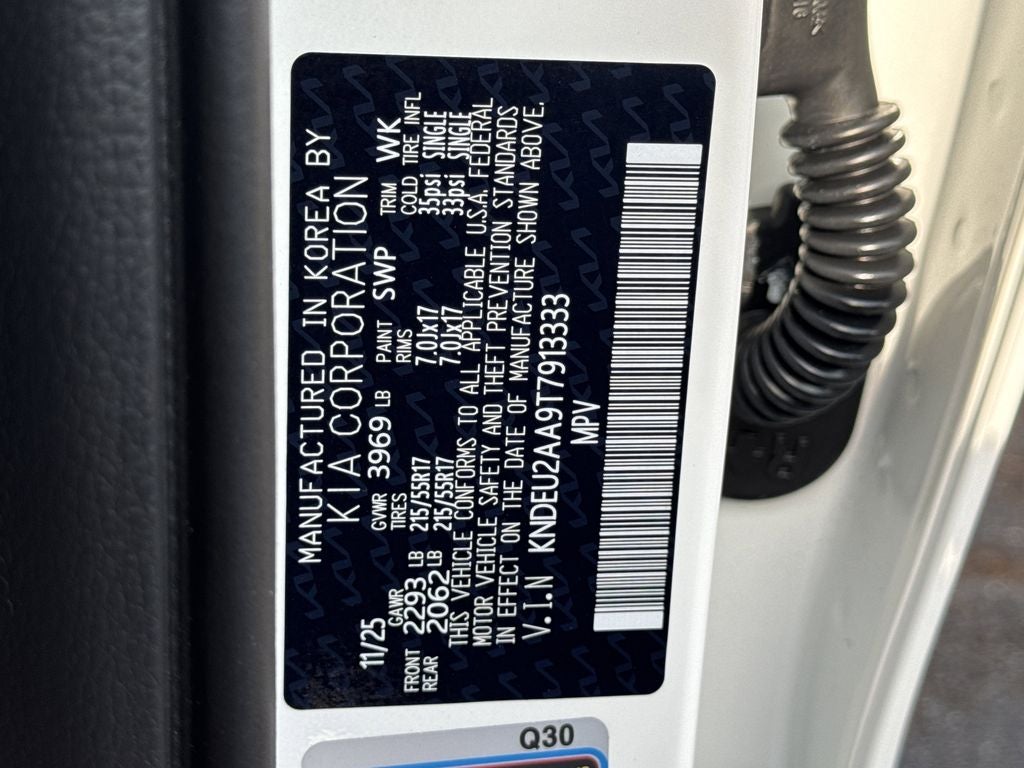 MANUFACTURED IN KOREA BY
KIA CORPORATION
11/25 GVWR 3969 LB PAINT SWP TRIM WK
GAWR TIRES RIMS COLD TIRE INFL
FRONT 2293 LB 215/55R17 7.0Jx17 35psi SINGLE
REAR 2062 LB 215/55R17 7.0Jx17 33psi SINGLE
THIS VEHICLE CONFORMS TO ALL APPLICABLE U.S.A. FEDERAL
MOTOR VEHICLE SAFETY AND THEFT PREVENTION STANDARDS
IN EFFECT ON THE DATE OF MANUFACTURE SHOWN ABOVE.
V.I.N KNDEU2AA9T7913333
MPV
Q30